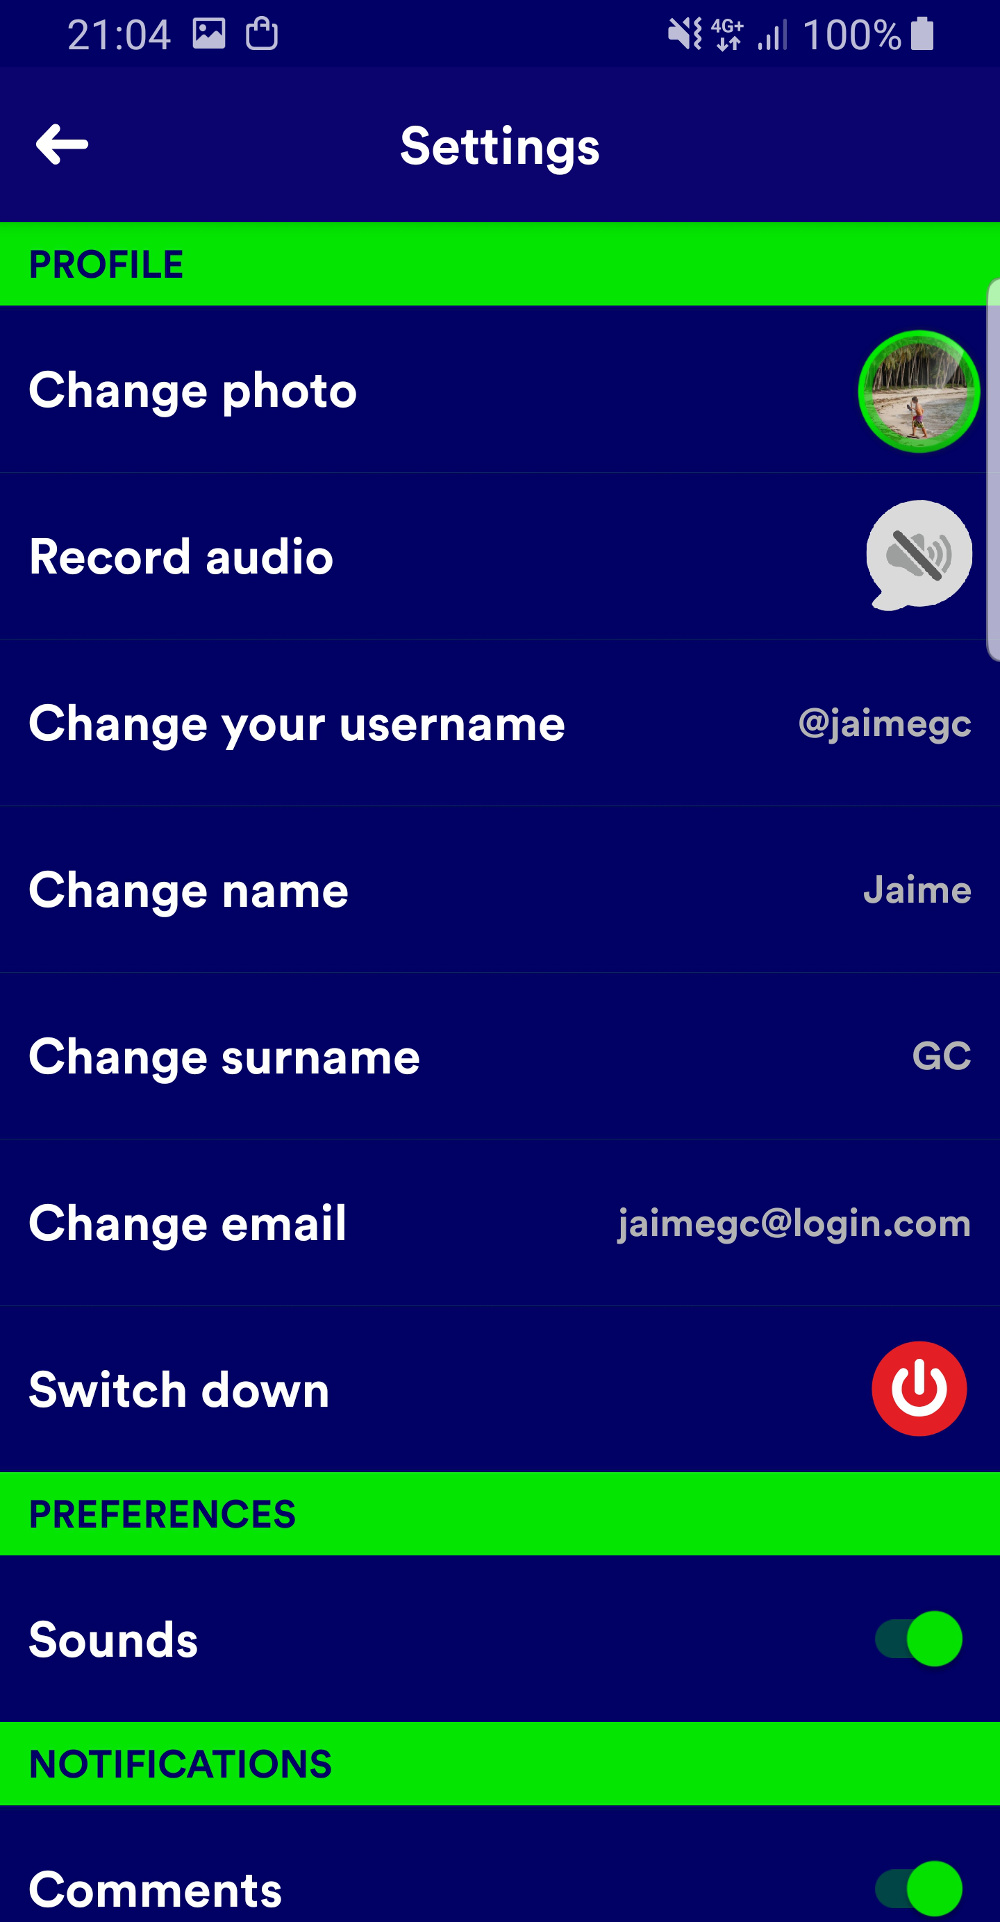 21:04 4G+ 100%
Settings
PROFILE
Change photo
Record audio
Change your username @jaimegc
Change name Jaime
Change surname GC
Change email jaimegc@login.com
Switch down
PREFERENCES
Sounds
NOTIFICATIONS
Comments